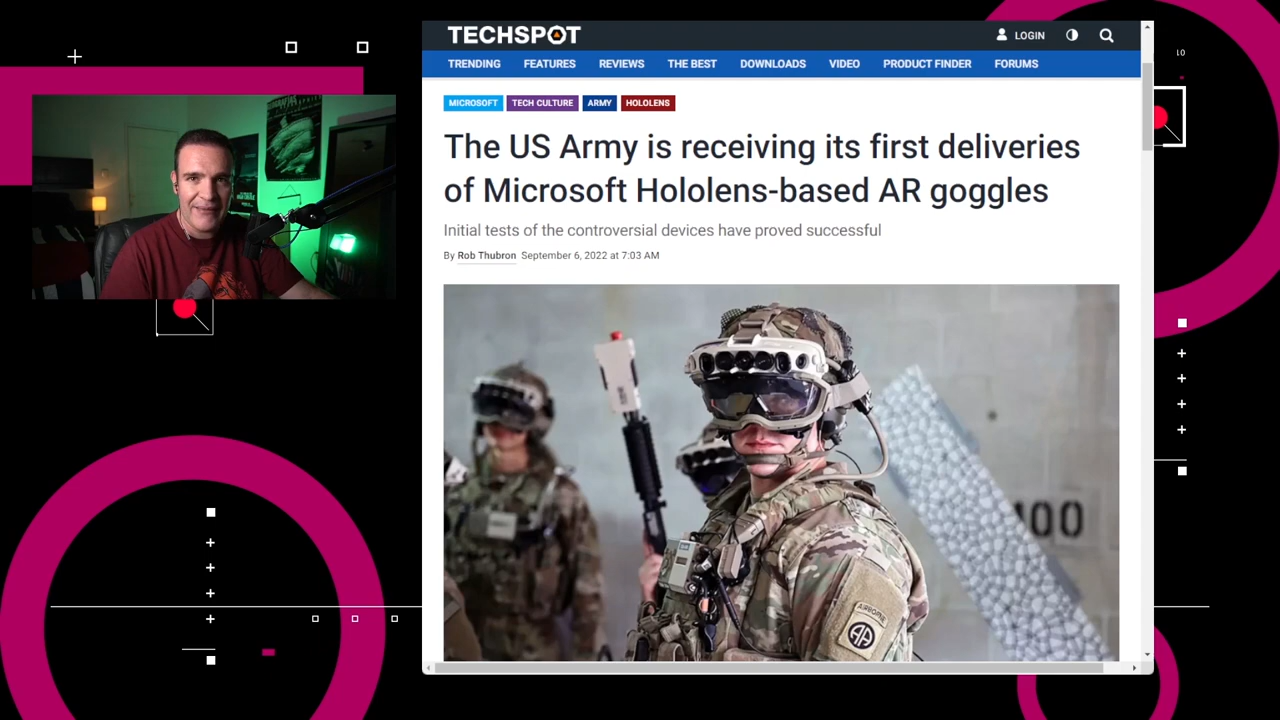 TECHSPOT
LOGIN
TRENDING FEATURES REVIEWS THE BEST DOWNLOADS VIDEO PRODUCT FINDER FORUMS
MICROSOFT TECH CULTURE ARMY HOLOLENS
The US Army is receiving its first deliveries
of Microsoft Hololens-based AR goggles
Initial tests of the controversial devices have proved successful
By Rob Thubron September 6, 2022 at 7:03 AM
10
AIRBORNE
AA